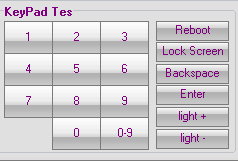 KeyPad Tes
1 2 3 Reboot
Lock Screen
4 5 6 Backspace
7 8 9 Enter
light +
0 0-9 light -